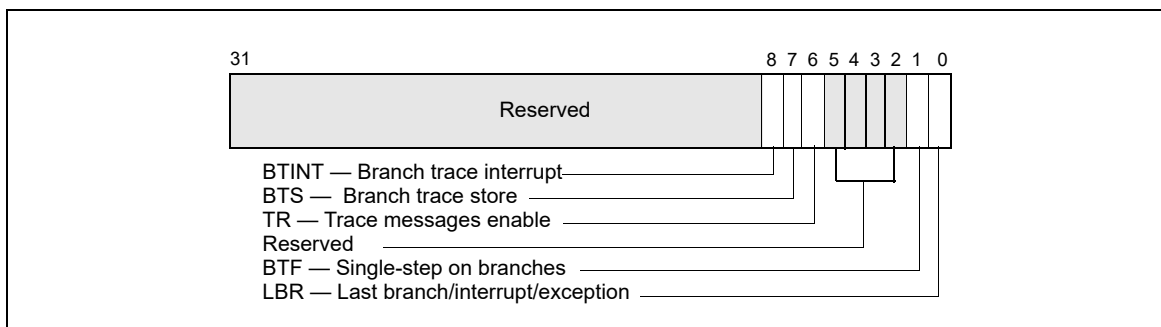 31 8 7 6 5 4 3 2 1 0
Reserved
BTINT — Branch trace interrupt
BTS — Branch trace store
TR — Trace messages enable
Reserved
BTF — Single-step on branches
LBR — Last branch/interrupt/exception